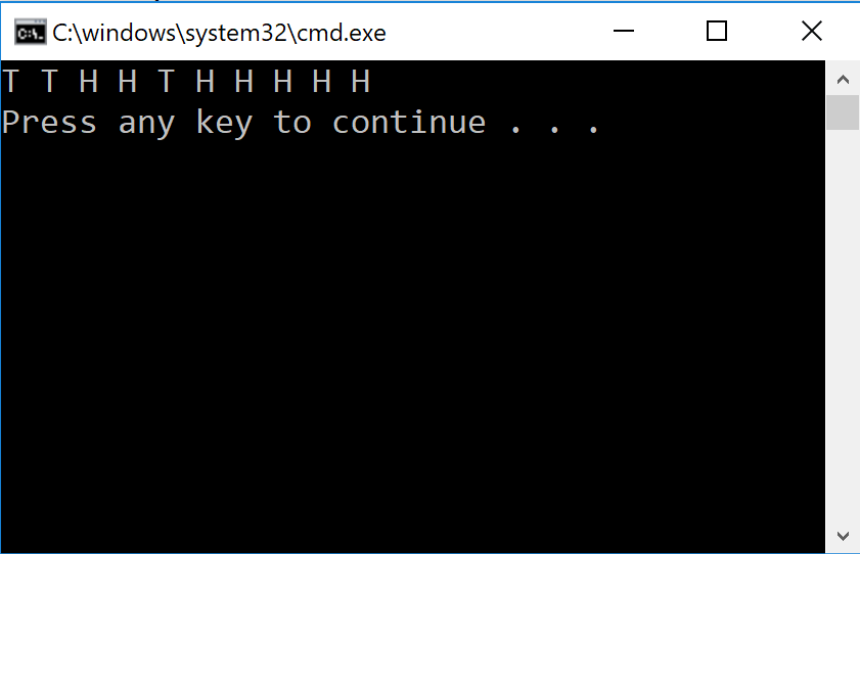 C:\windows\system32\cmd.exe
T T H H T H H H H H
Press any key to continue . . .